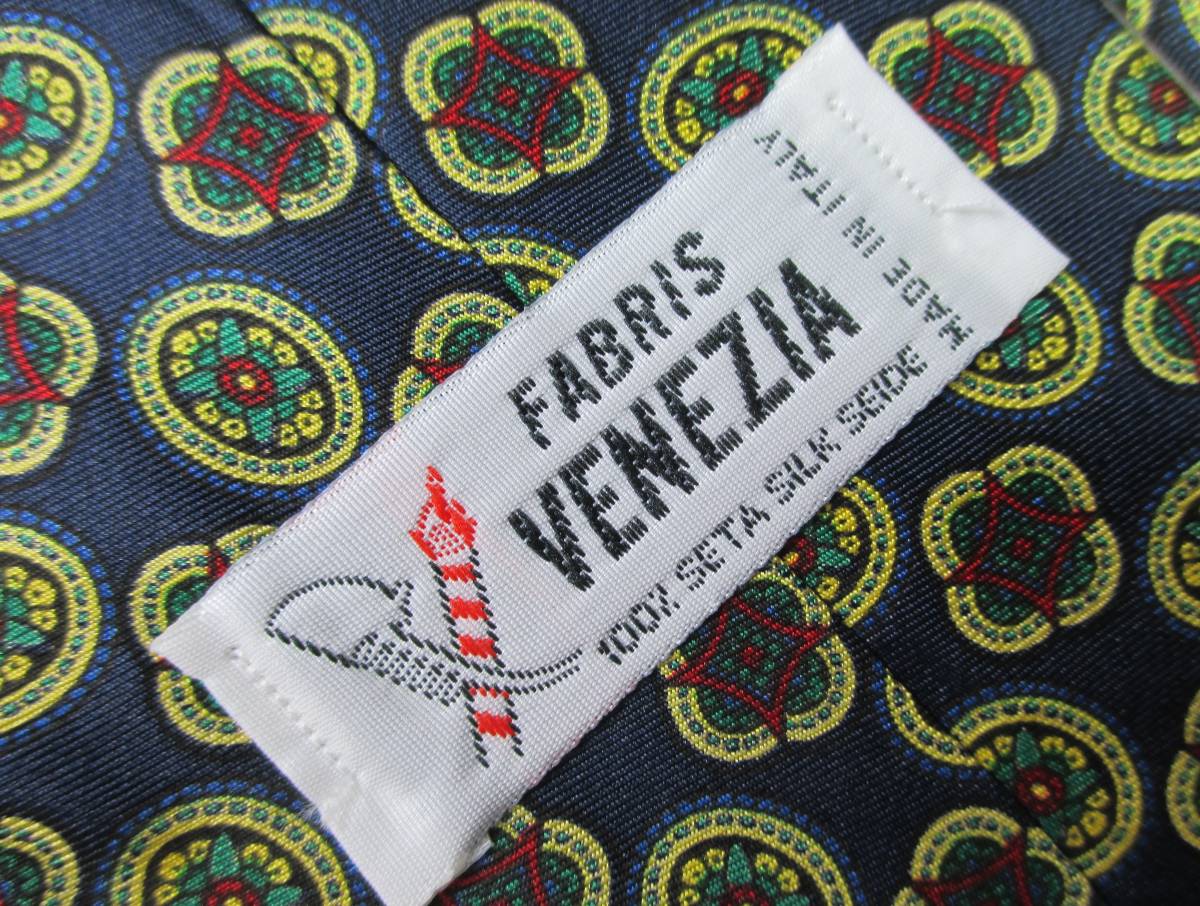 FABRIS
VENEZIA
100% SETA SILK SEIDE
MADE IN ITALY